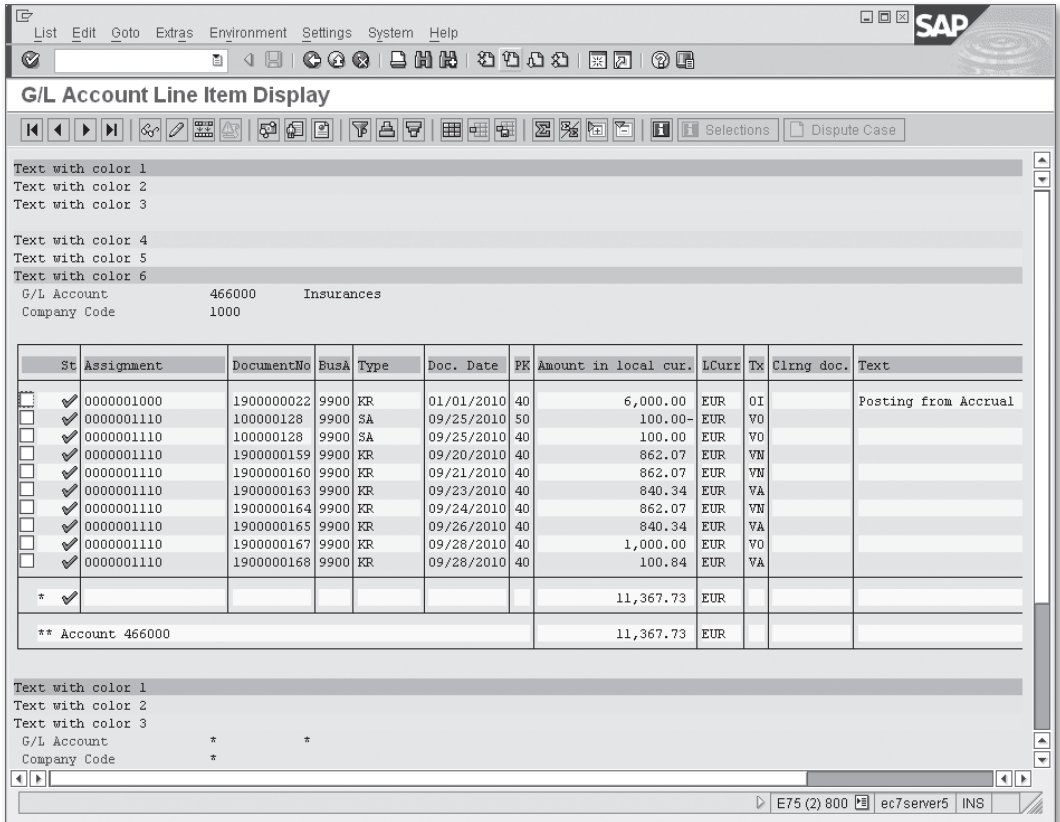 List Edit Goto Extras Environment Settings System Help
SAP
G/L Account Line Item Display
Selections Dispute Case
Text with color 1
Text with color 2
Text with color 3
Text with color 4
Text with color 5
Text with color 6
G/L Account 466000 Insurances
Company Code 1000
St Assignment DocumentNo BusA Type Doc. Date PK Amount in local cur. LCurr Tx Clrng doc. Text
0000001000 1900000022 9900 KR 01/01/2010 40 6,000.00 EUR 0I Posting from Accrual
0000001110 100000128 9900 SA 09/25/2010 50 100.00- EUR V0
0000001110 100000128 9900 SA 09/25/2010 40 100.00 EUR V0
0000001110 1900000159 9900 KR 09/20/2010 40 862.07 EUR VN
0000001110 1900000160 9900 KR 09/21/2010 40 862.07 EUR VN
0000001110 1900000163 9900 KR 09/23/2010 40 840.34 EUR VA
0000001110 1900000164 9900 KR 09/24/2010 40 862.07 EUR VN
0000001110 1900000165 9900 KR 09/26/2010 40 840.34 EUR VA
0000001110 1900000167 9900 KR 09/28/2010 40 1,000.00 EUR V0
0000001110 1900000168 9900 KR 09/28/2010 40 100.84 EUR VA
* 11,367.73 EUR
** Account 466000 11,367.73 EUR
Text with color 1
Text with color 2
Text with color 3
G/L Account * *
Company Code *
E75 (2) 800 ec7server5 INS